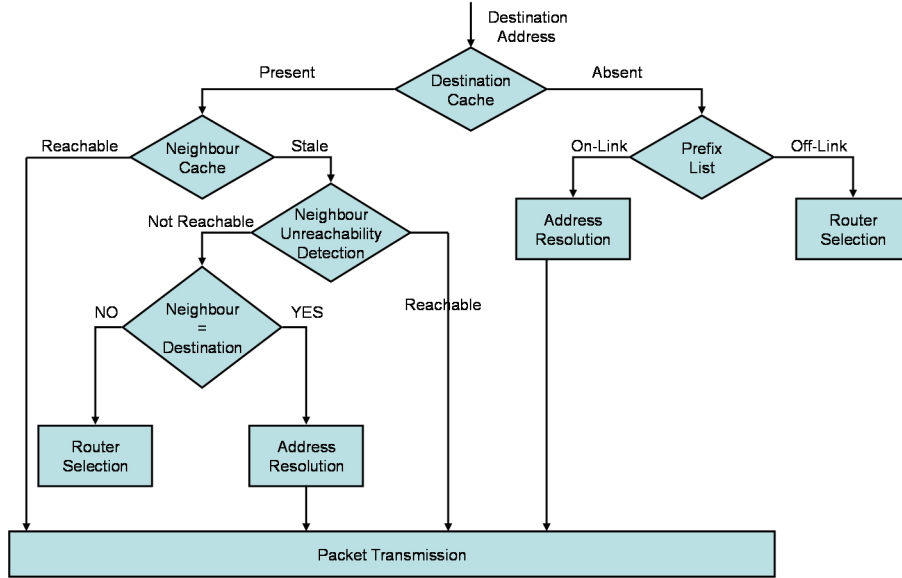 Destination
Address
Present
Destination
Cache
Absent
Reachable
Neighbour
Cache
Stale
On-Link
Prefix
List
Off-Link
Not Reachable
Neighbour
Unreachability
Detection
Address
Resolution
Router
Selection
NO
Neighbour
=
Destination
YES
Reachable
Router
Selection
Address
Resolution
Packet Transmission